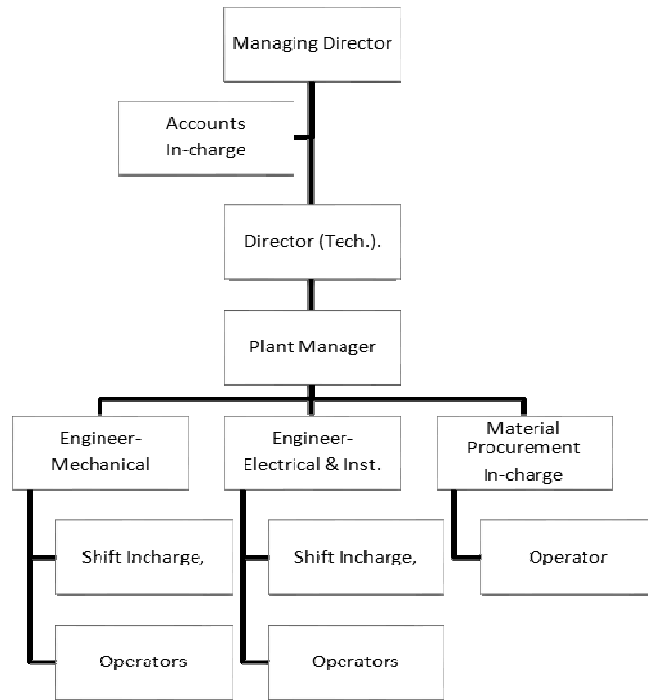 Managing Director
Accounts
In-charge
Director (Tech.).
Plant Manager
Engineer-
Mechanical
Engineer-
Electrical & Inst.
Material
Procurement
In-charge
Shift Incharge,
Shift Incharge,
Operator
Operators
Operators